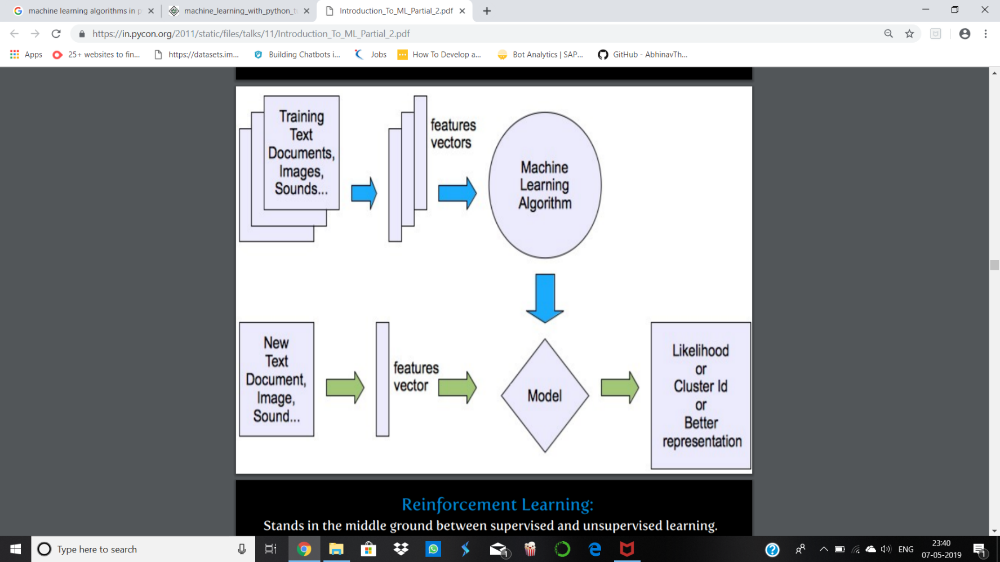 machine learning algorithms in p
machine_learning_with_python_tu
Introduction_To_ML_Partial_2.pdf
https://in.pycon.org/2011/static/files/talks/11/Introduction_To_ML_Partial_2.pdf
Apps
25+ websites to fin...
https://datasets.im...
Building Chatbots i...
Jobs
How To Develop a...
Bot Analytics | SAP...
GitHub - AbhinavTh...
Training
Text
Documents,
Images,
Sounds...
features
vectors
Machine
Learning
Algorithm
New
Text
Document,
Image,
Sound...
features
vector
Model
Likelihood
or
Cluster Id
or
Better
representation
Reinforcement Learning:
Stands in the middle ground between supervised and unsupervised learning.
Type here to search
1
ENG
23:40
07-05-2019
1